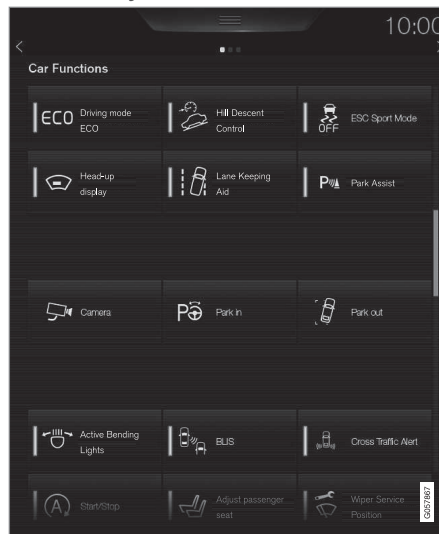 10:00
Car Functions
ECO Driving mode ECO
Hill Descent Control
OFF ESC Sport Mode
Head-up display
Lane Keeping Aid
P Park Assist
Camera
P Park in
Park out
Active Bending Lights
BLIS
Cross Traffic Alert
A Start/Stop
Adjust passenger seat
Wiper Service Position
G057867